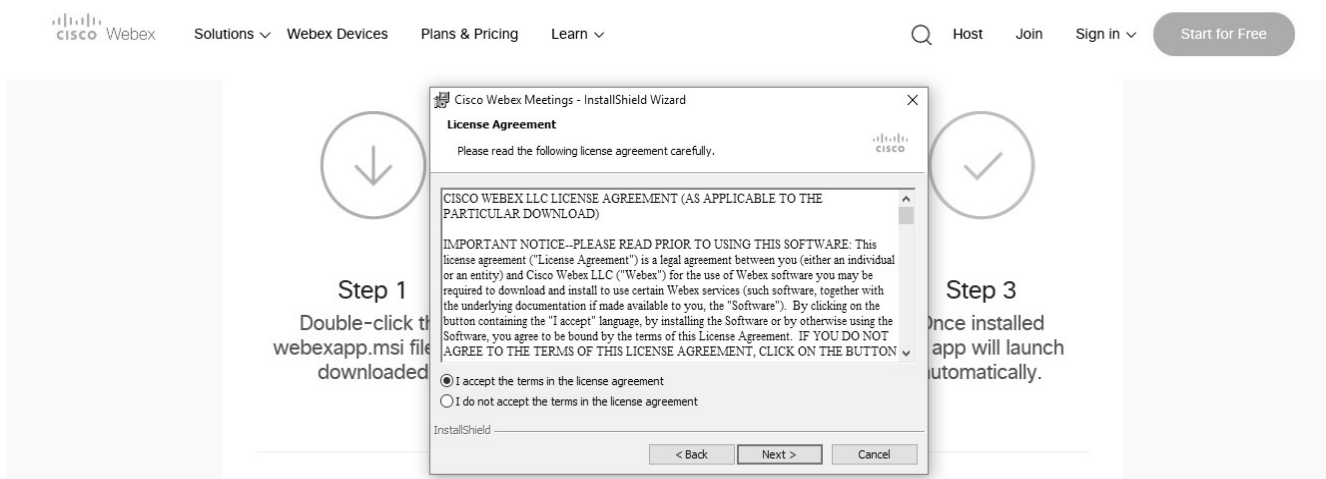 cisco Webex Solutions Webex Devices Plans & Pricing Learn Host Join Sign in Start for Free
Cisco Webex Meetings - InstallShield Wizard
License Agreement
Please read the following license agreement carefully.
cisco
CISCO WEBEX LLC LICENSE AGREEMENT (AS APPLICABLE TO THE
PARTICULAR DOWNLOAD)
IMPORTANT NOTICE--PLEASE READ PRIOR TO USING THIS SOFTWARE: This
license agreement ("License Agreement") is a legal agreement between you (either an individual
or an entity) and Cisco Webex LLC ("Webex") for the use of Webex software you may be
required to download and install to use certain Webex services (such software, together with
the underlying documentation if made available to you, the "Software"). By clicking on the
button containing the "I accept" language, by installing the Software or by otherwise using the
Software, you agree to be bound by the terms of this License Agreement. IF YOU DO NOT
AGREE TO THE TERMS OF THIS LICENSE AGREEMENT, CLICK ON THE BUTTON
I accept the terms in the license agreement
I do not accept the terms in the license agreement
InstallShield
< Back Next > Cancel
Step 1
Double-click
webexapp.msi
downloaded
Step 3
installed
app will launch